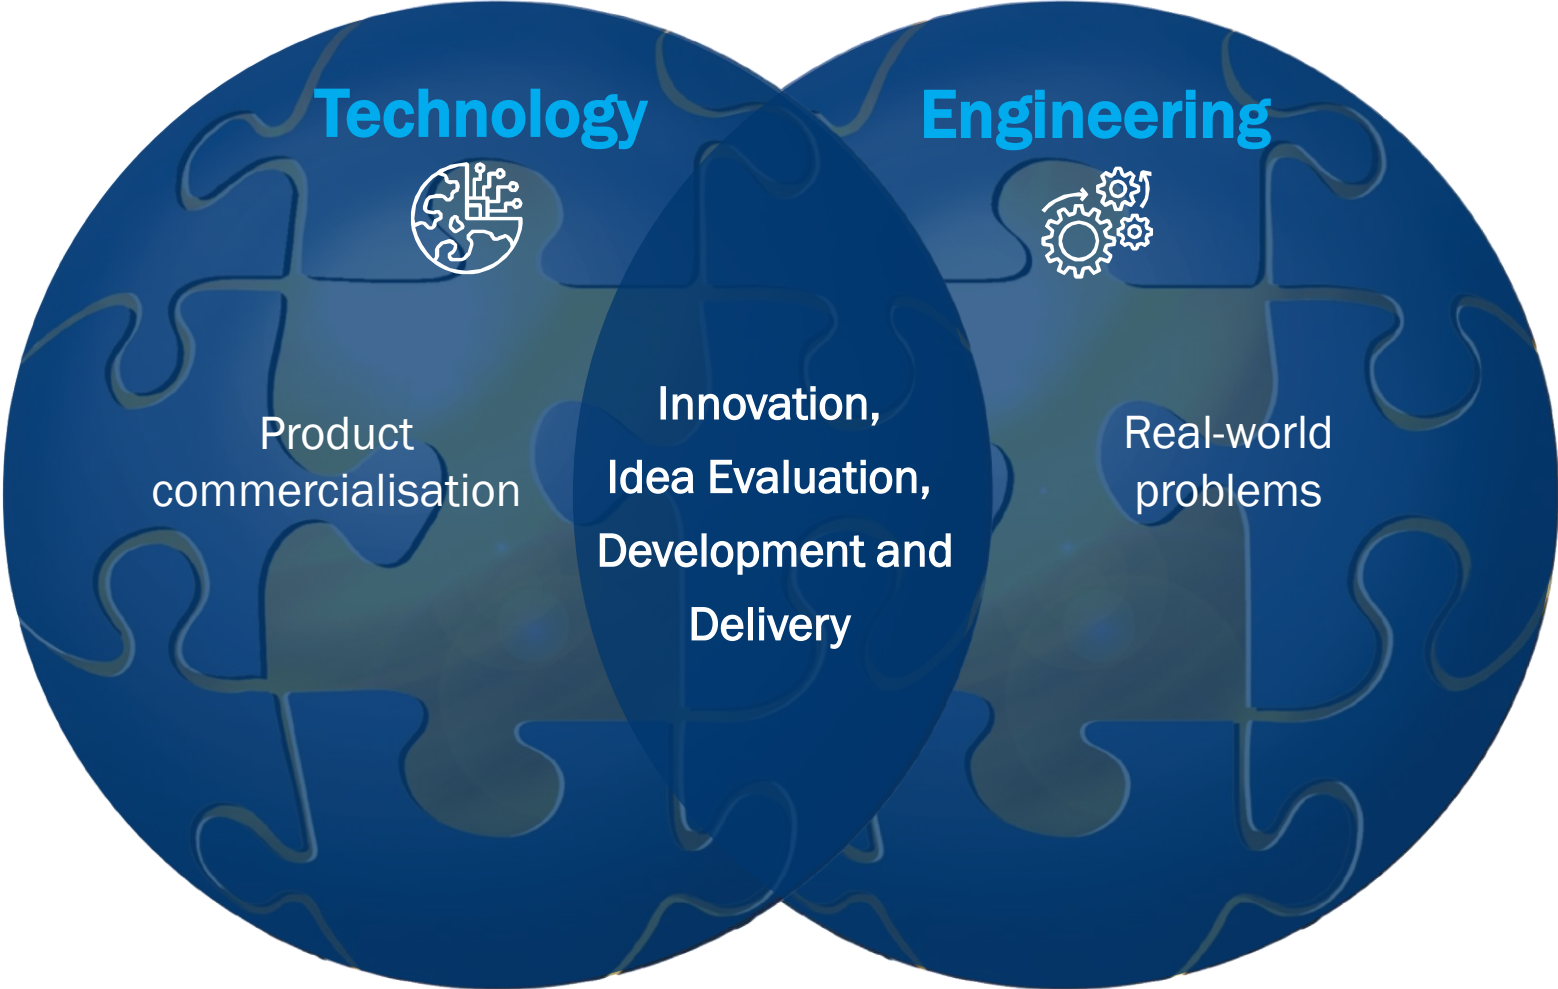 Technology
Engineering
Product
commercialisation
Innovation,
Idea Evaluation,
Development and
Delivery
Real-world
problems